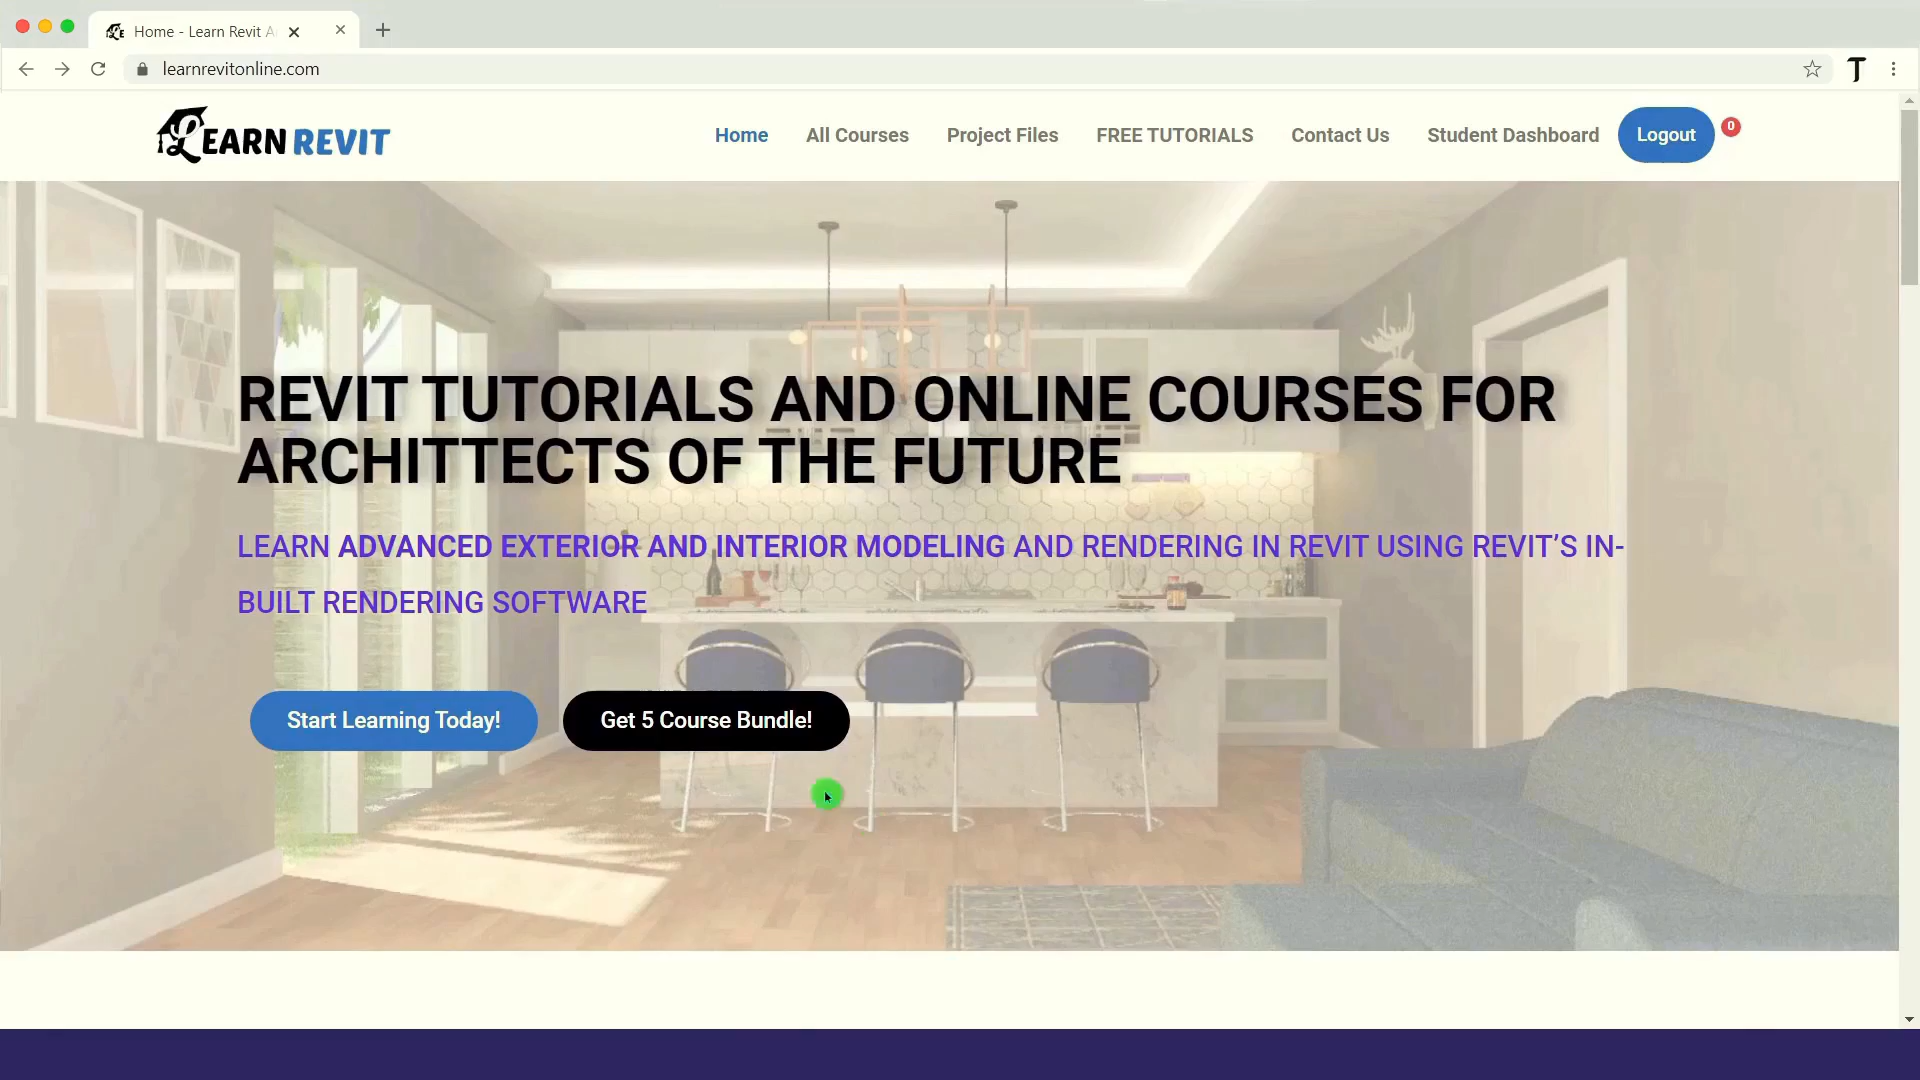 Home - Learn Revit A
learnrevitonline.com
LEARN REVIT
Home
All Courses
Project Files
FREE TUTORIALS
Contact Us
Student Dashboard
Logout
0
REVIT TUTORIALS AND ONLINE COURSES FOR
ARCHITTECTS OF THE FUTURE
LEARN ADVANCED EXTERIOR AND INTERIOR MODELING AND RENDERING IN REVIT USING REVIT’S IN-
BUILT RENDERING SOFTWARE
Start Learning Today!
Get 5 Course Bundle!